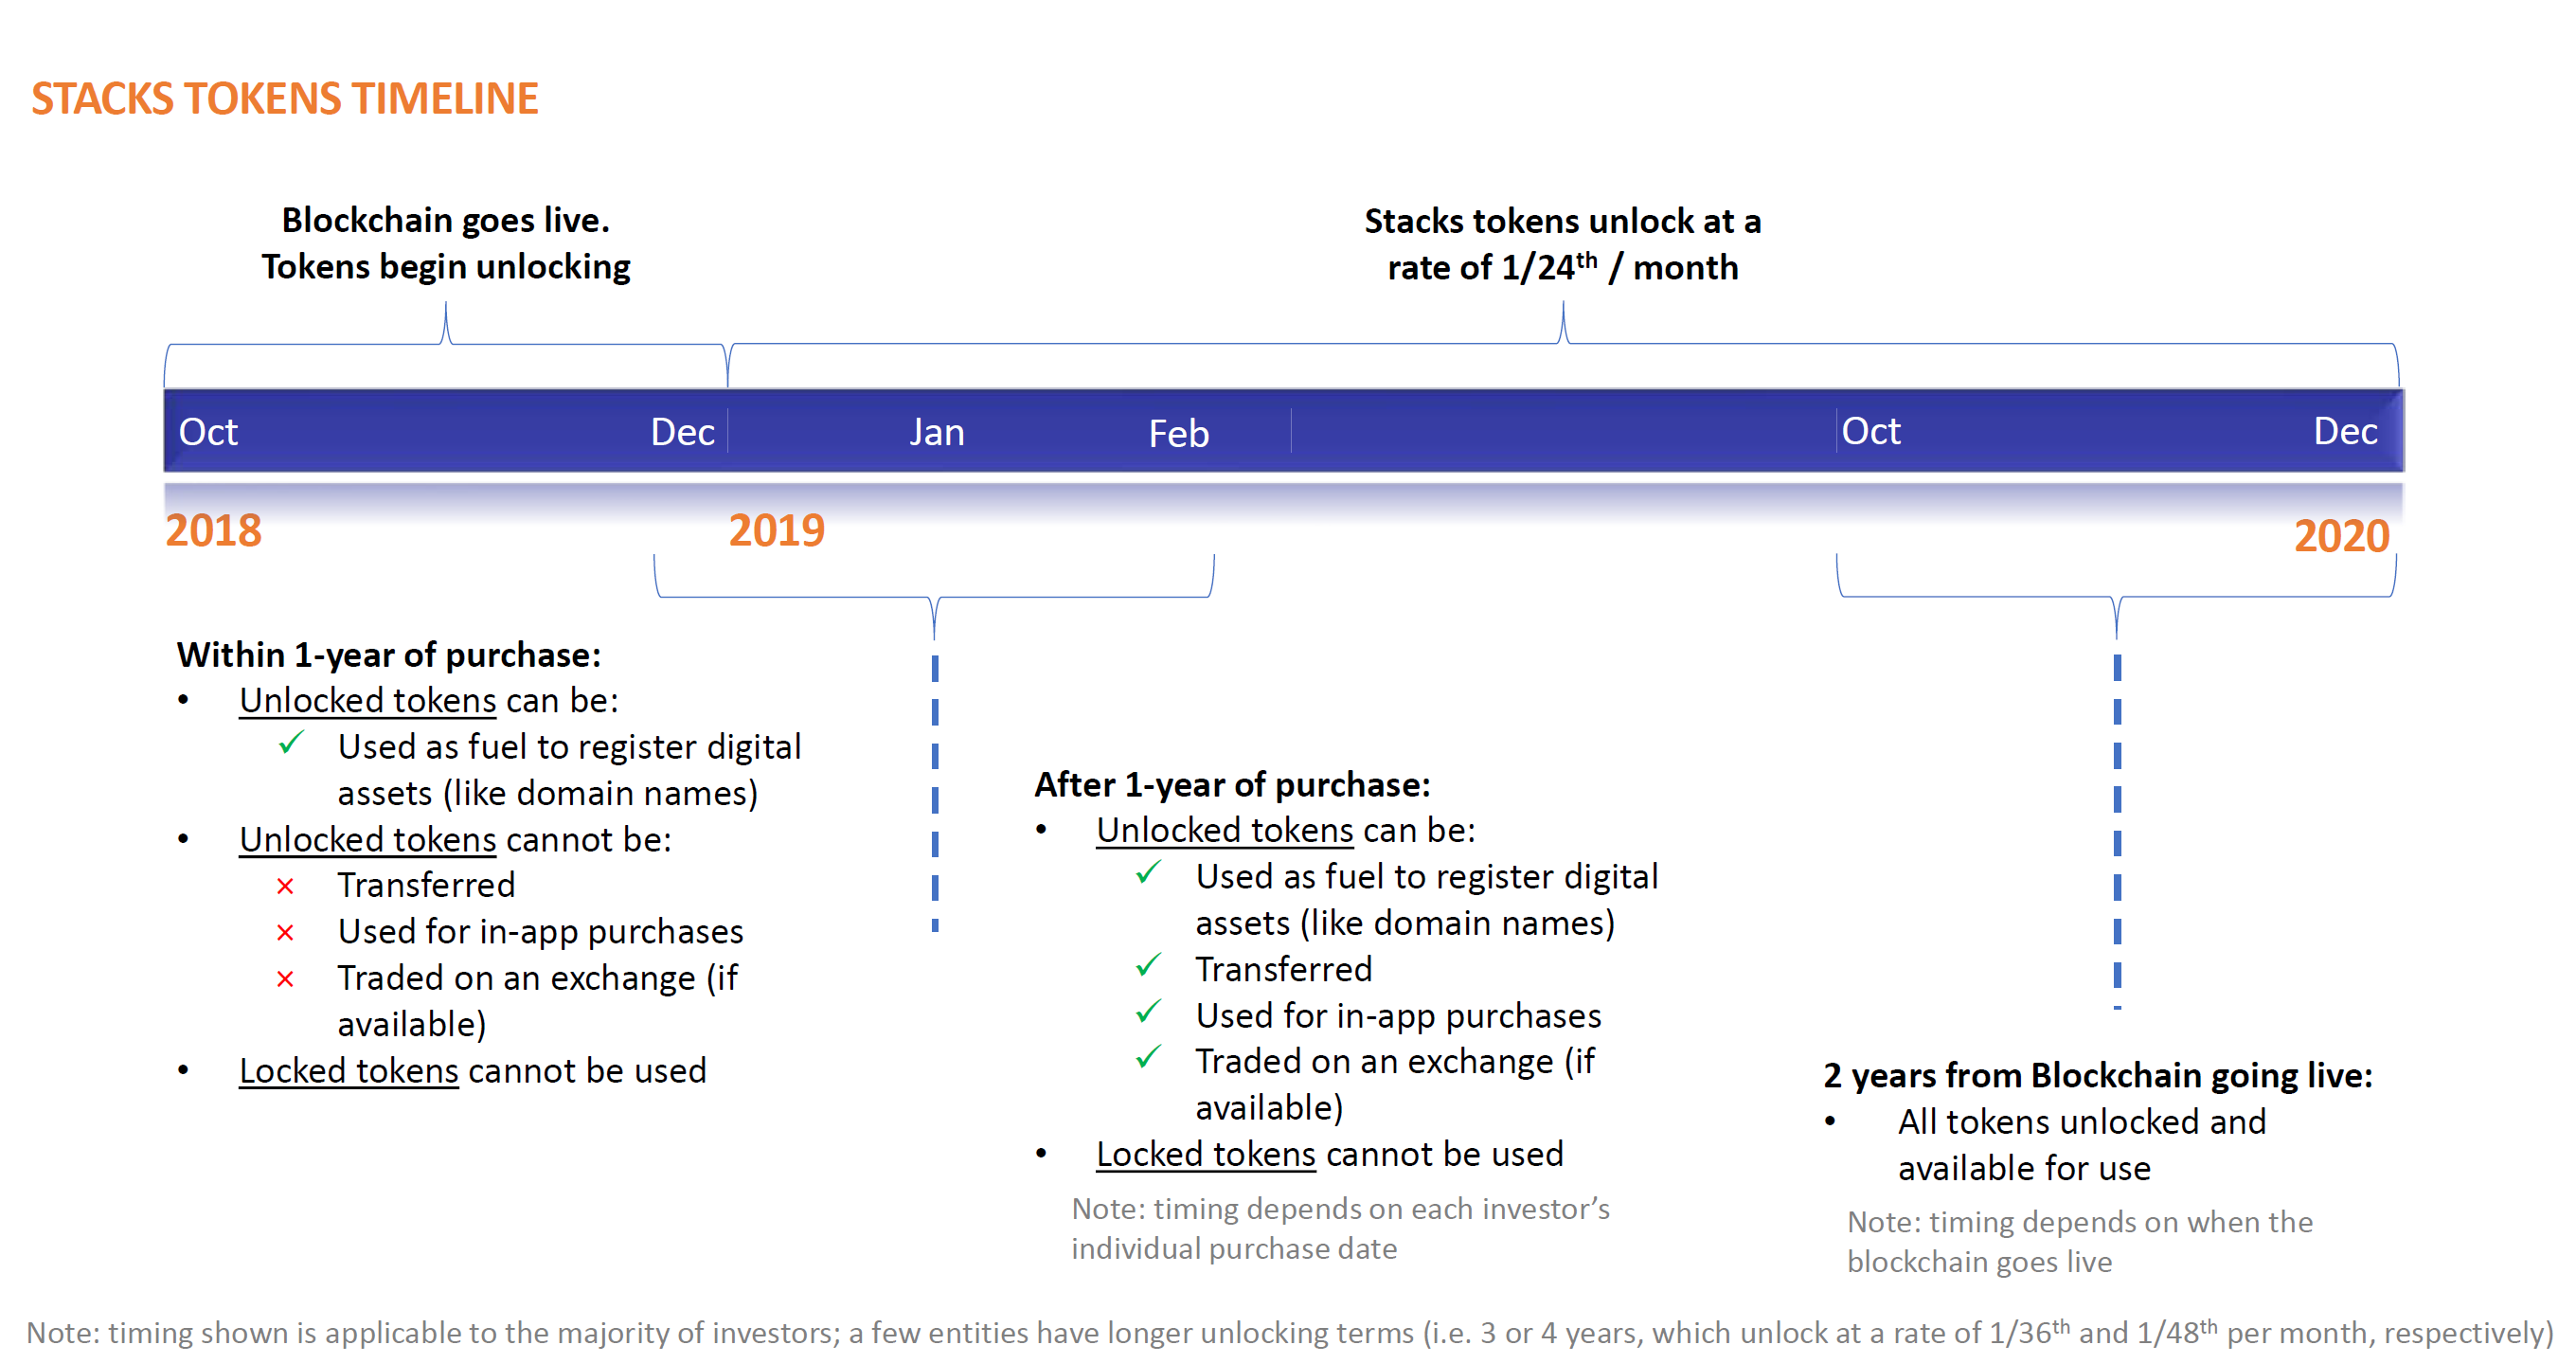 STACKS TOKENS TIMELINE
Blockchain goes live.
Tokens begin unlocking
Stacks tokens unlock at a
rate of 1/24th / month
Oct
Dec
Jan
Feb
Oct
Dec
2018
2019
2020
Within 1-year of purchase:
• Unlocked tokens can be:
✓ Used as fuel to register digital
assets (like domain names)
• Unlocked tokens cannot be:
× Transferred
× Used for in-app purchases
× Traded on an exchange (if
available)
• Locked tokens cannot be used
After 1-year of purchase:
• Unlocked tokens can be:
✓ Used as fuel to register digital
assets (like domain names)
✓ Transferred
✓ Used for in-app purchases
✓ Traded on an exchange (if
available)
• Locked tokens cannot be used
Note: timing depends on each investor’s
individual purchase date
2 years from Blockchain going live:
• All tokens unlocked and
available for use
Note: timing depends on when the
blockchain goes live
Note: timing shown is applicable to the majority of investors; a few entities have longer unlocking terms (i.e. 3 or 4 years, which unlock at a rate of 1/36th and 1/48th per month, respectively)